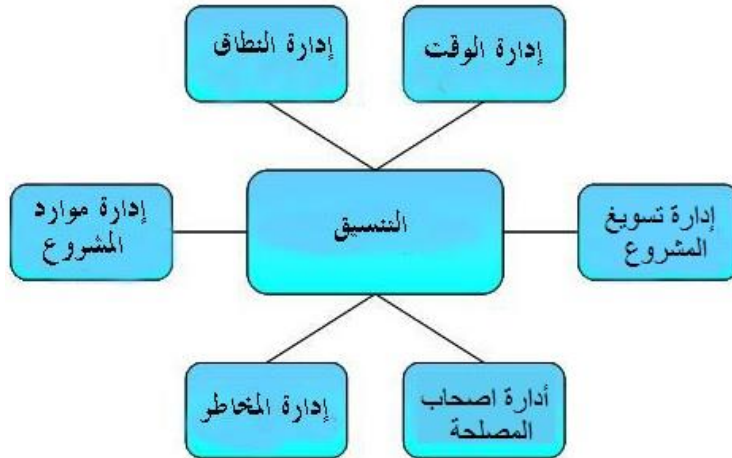 إدارة الوقت
إدارة النطاق
إدارة تسويغ
المشروع
التنسيق
إدارة موارد
المشروع
أدارة اصحاب
المصلحة
إدارة المخاطر